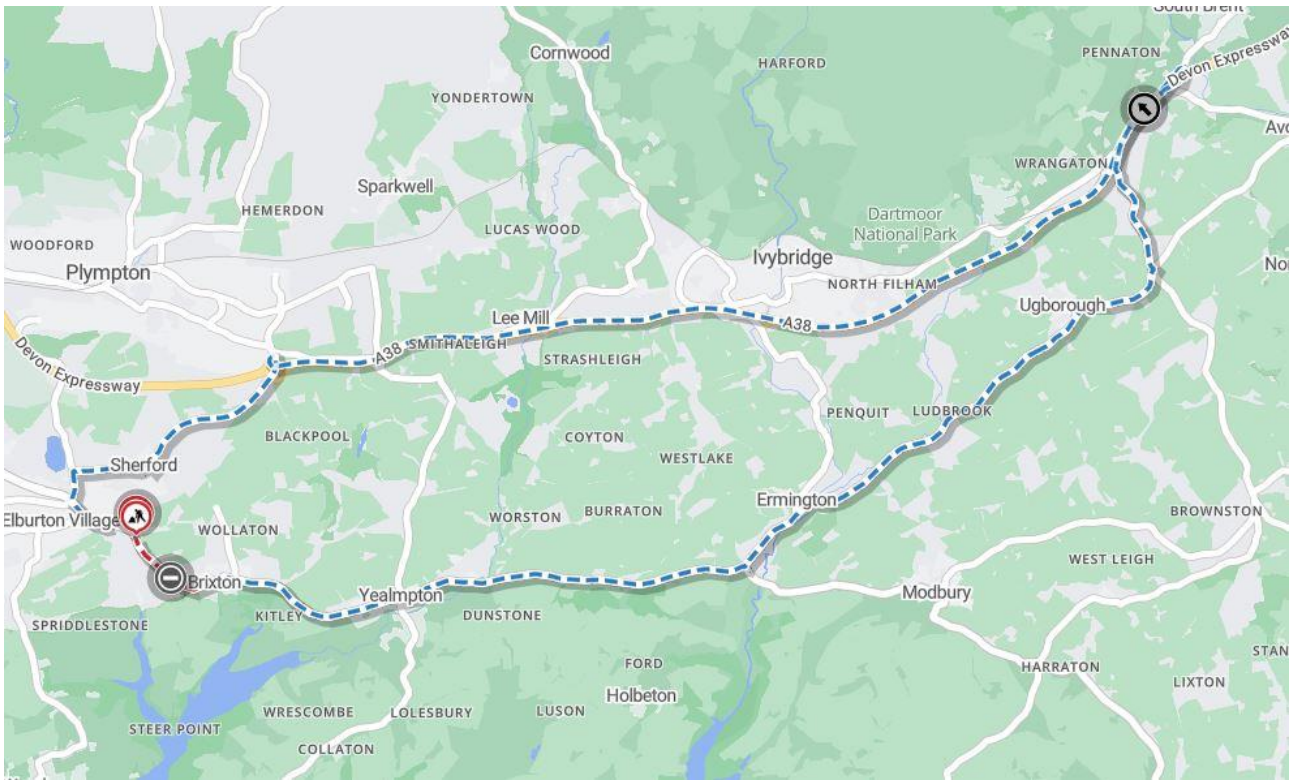 South Brent
PENNATON
Devon Expressway
Cornwood
HARFORD
YONDERTOWN
WRANGATON
Sparkwell
HEMERDON
LUCAS WOOD
Dartmoor
National Park
WOODFORD
Plympton
Ivybridge
NORTH FILHAM
Ugborough
Lee Mill
A38
SMITHALEIGH
A38
STRASHLEIGH
Devon Expressway
PENQUIT
LUDBROOK
BLACKPOOL
COYTON
WESTLAKE
Sherford
Ermington
Elburton Village
WOLLATON
WORSTON
BURRATON
BROWNSTON
WEST LEIGH
Brixton
Yealmpton
Modbury
SPRIDDLESTONE
KITLEY
DUNSTONE
FORD
HARRATON
Holbeton
LIXTON
WRESCOMBE
LOLESBURY
LUSON
STEER POINT
COLLATON